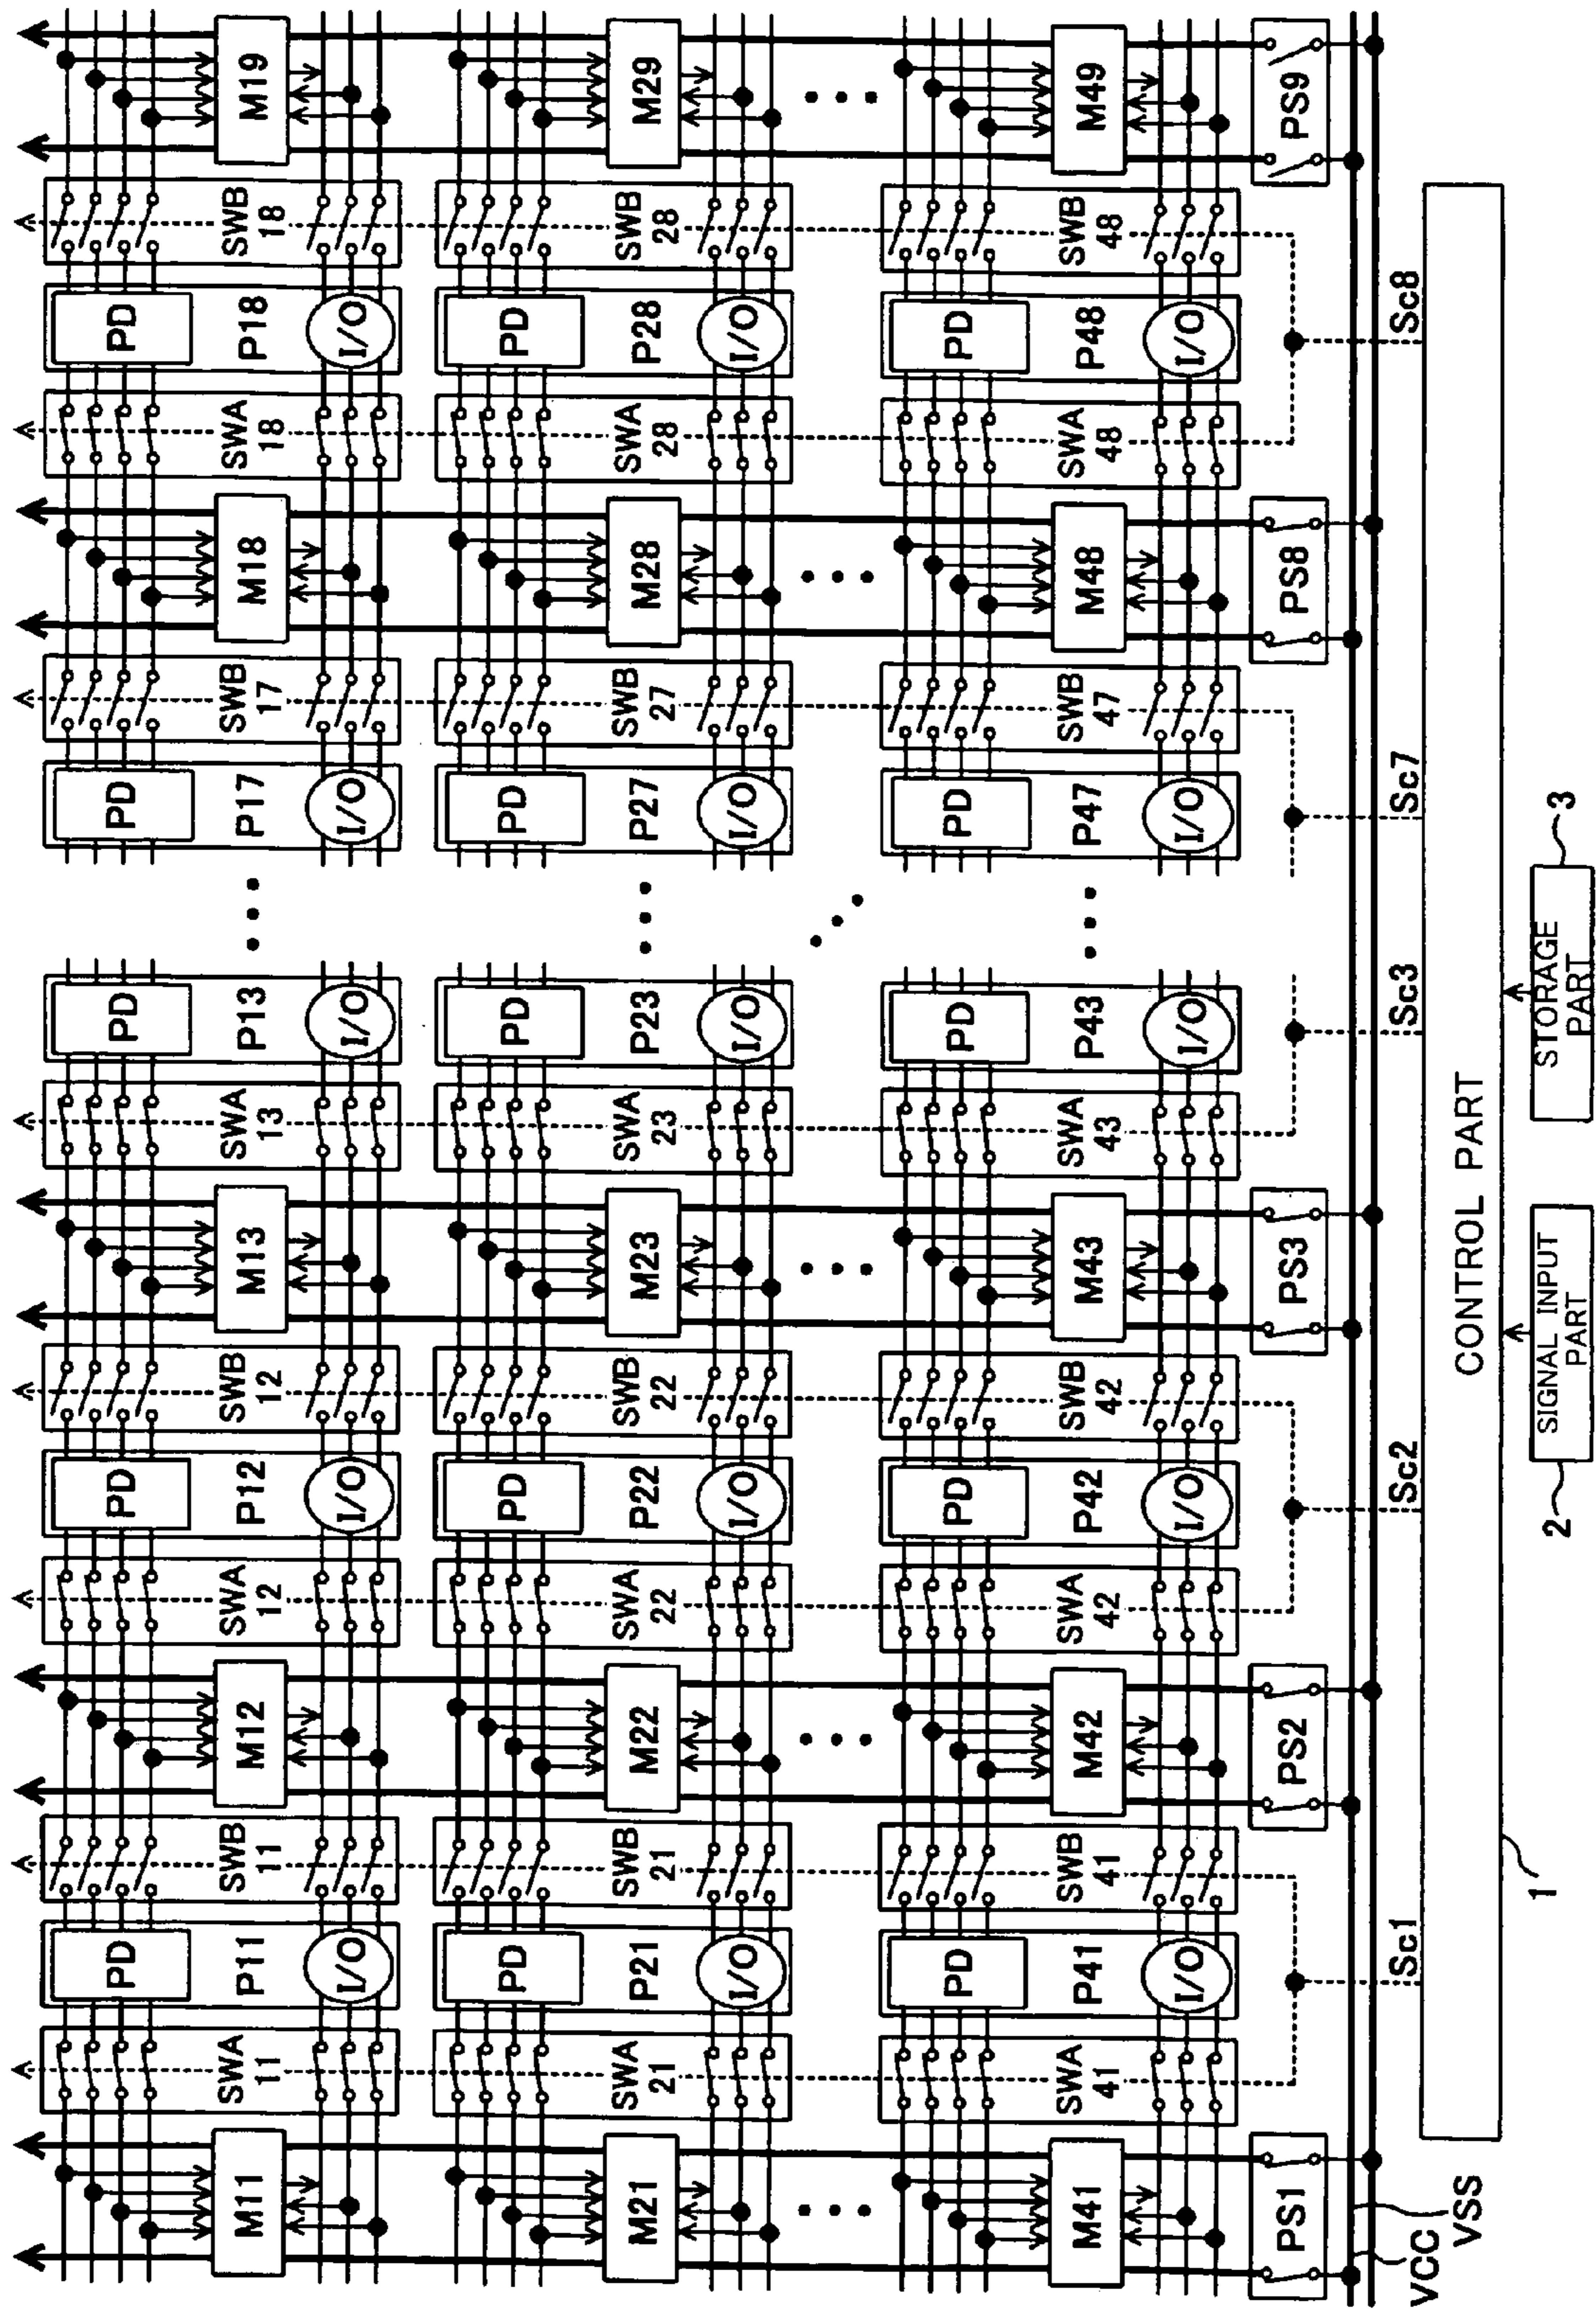 M11
SWA
11
PD
P11
I/O
SWB
11
M12
SWA
12
PD
P12
I/O
SWB
12
M13
SWA
13
PD
P13
I/O
PD
P17
I/O
SWB
17
M18
SWA
18
PD
P18
I/O
SWB
18
M19
M21
SWA
21
PD
P21
I/O
SWB
21
M22
SWA
22
PD
P22
I/O
SWB
22
M23
SWA
23
PD
P23
I/O
PD
P27
I/O
SWB
27
M28
SWA
28
PD
P28
I/O
SWB
28
M29
M41
SWA
41
PD
P41
I/O
SWB
41
M42
SWA
42
PD
P42
I/O
SWB
42
M43
SWA
43
PD
P43
I/O
PD
P47
I/O
SWB
47
M48
SWA
48
PD
P48
I/O
SWB
48
M49
PS1
PS2
PS3
PS8
PS9
VCC
VSS
Sc1
Sc2
Sc3
Sc7
Sc8
CONTROL PART
1
2
SIGNAL INPUT
PART
STORAGE
PART
3